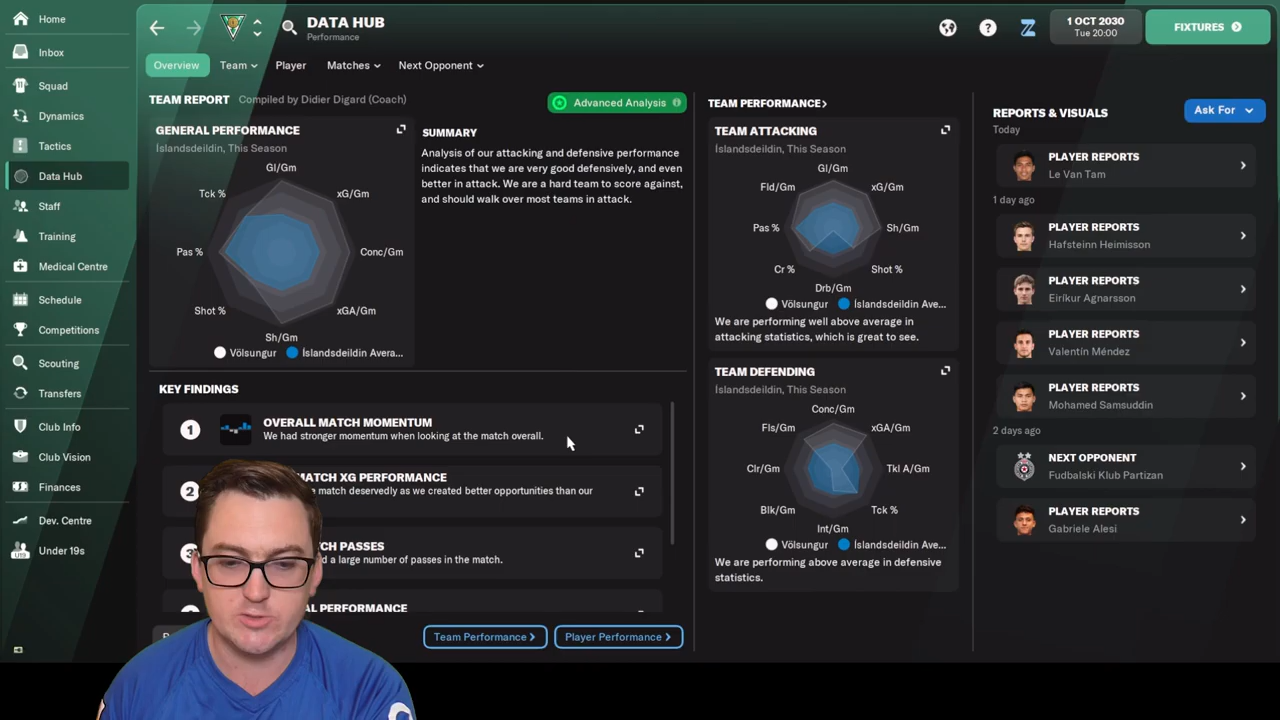 Home
Inbox
Squad
Dynamics
Tactics
Data Hub
Staff
Training
Medical Centre
Schedule
Competitions
Scouting
Transfers
Club Info
Club Vision
Finances
Dev. Centre
Under 19s
DATA HUB
Performance
1 OCT 2030
Tue 20:00
FIXTURES
Overview
Team
Player
Matches
Next Opponent
TEAM REPORT Compiled by Didier Digard (Coach)
Advanced Analysis
GENERAL PERFORMANCE
Íslandsdeildin, This Season
Gl/Gm
Tck %
xG/Gm
Pas %
Conc/Gm
Shot %
xGA/Gm
Sh/Gm
Völsungur
Íslandsdeildin Avera...
SUMMARY
Analysis of our attacking and defensive performance
indicates that we are very good defensively, and even
better in attack. We are a hard team to score against,
and should walk over most teams in attack.
KEY FINDINGS
1
OVERALL MATCH MOMENTUM
We had stronger momentum when looking at the match overall.
2
MATCH XG PERFORMANCE
match deservedly as we created better opportunities than our
3
PASSES
a large number of passes in the match.
PERFORMANCE
Team Performance
Player Performance
TEAM PERFORMANCE
TEAM ATTACKING
Íslandsdeildin, This Season
Gl/Gm
Fld/Gm
xG/Gm
Pas %
Sh/Gm
Cr %
Shot %
Drb/Gm
Völsungur
Íslandsdeildin Ave...
We are performing well above average in
attacking statistics, which is great to see.
TEAM DEFENDING
Íslandsdeildin, This Season
Conc/Gm
Fls/Gm
xGA/Gm
Clr/Gm
Tkl A/Gm
Blk/Gm
Tck %
Int/Gm
Völsungur
Íslandsdeildin Ave...
We are performing above average in defensive
statistics.
REPORTS & VISUALS
Ask For
Today
PLAYER REPORTS
Le Van Tam
1 day ago
PLAYER REPORTS
Hafsteinn Heimisson
PLAYER REPORTS
Eiríkur Agnarsson
PLAYER REPORTS
Valentín Méndez
PLAYER REPORTS
Mohamed Samsuddin
2 days ago
NEXT OPPONENT
Fudbalski Klub Partizan
PLAYER REPORTS
Gabriele Alesi